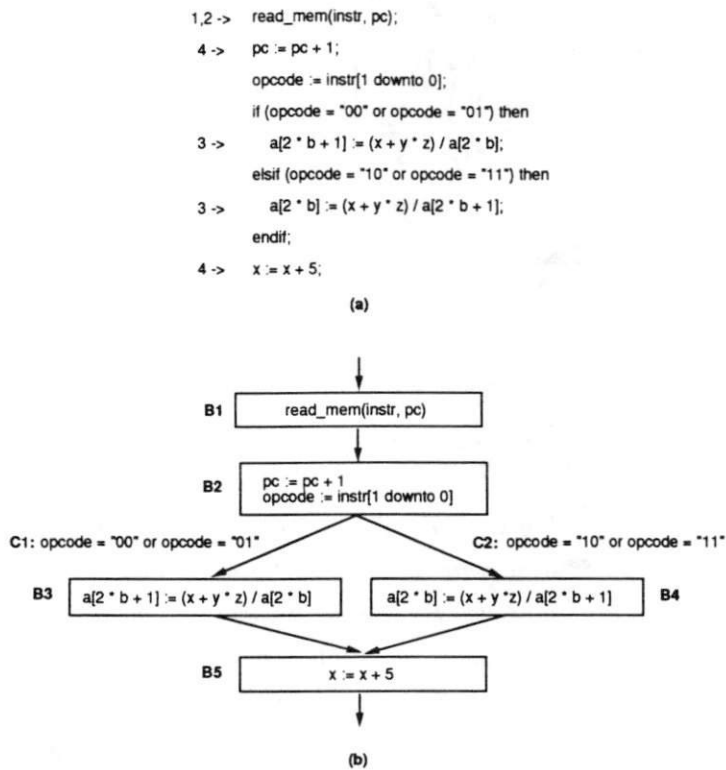 1,2 -> read_mem(instr, pc);
4 -> pc := pc + 1;
opcode := instr[1 downto 0];
if (opcode = "00" or opcode = "01") then
3 -> a[2 * b + 1] := (x + y * z) / a[2 * b];
elsif (opcode = "10" or opcode = "11") then
3 -> a[2 * b] := (x + y * z) / a[2 * b + 1];
endif;
4 -> x := x + 5;
(a)
B1 read_mem(instr, pc)
B2 pc := pc + 1
opcode := instr[1 downto 0]
C1: opcode = "00" or opcode = "01" C2: opcode = "10" or opcode = "11"
B3 a[2 * b + 1] := (x + y * z) / a[2 * b] a[2 * b] := (x + y *z) / a[2 * b + 1] B4
B5 x := x + 5
(b)